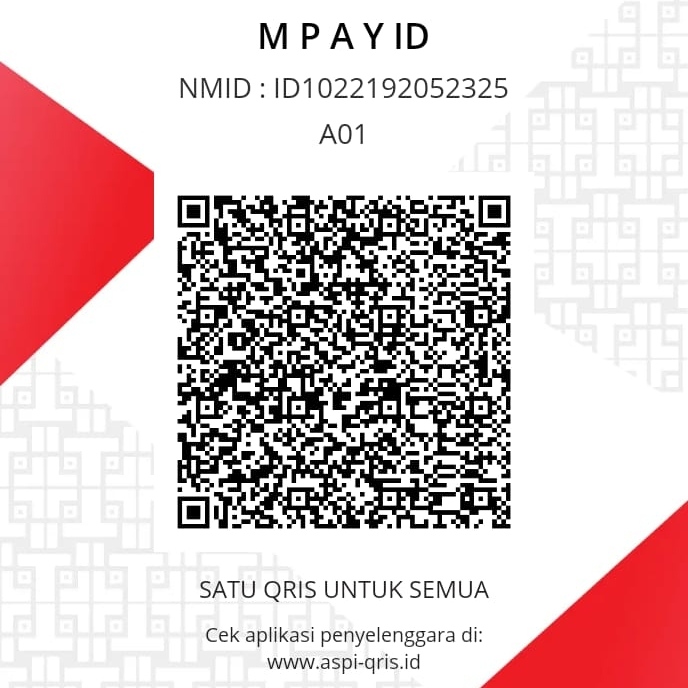 M P A Y ID
NMID : ID1022192052325
A01
SATU QRIS UNTUK SEMUA
Cek aplikasi penyelenggara di:
www.aspi-qris.id